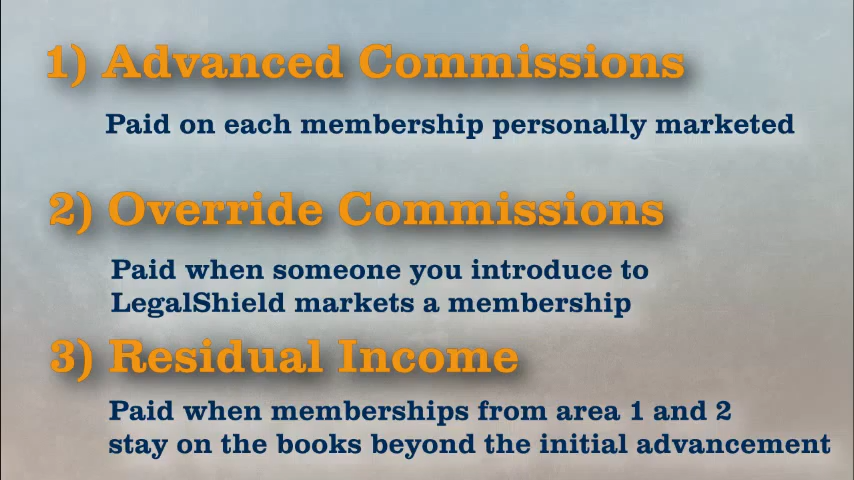 1) Advanced Commissions
Paid on each membership personally marketed
2) Override Commissions
Paid when someone you introduce to
LegalShield markets a membership
3) Residual Income
Paid when memberships from area 1 and 2
stay on the books beyond the initial advancement